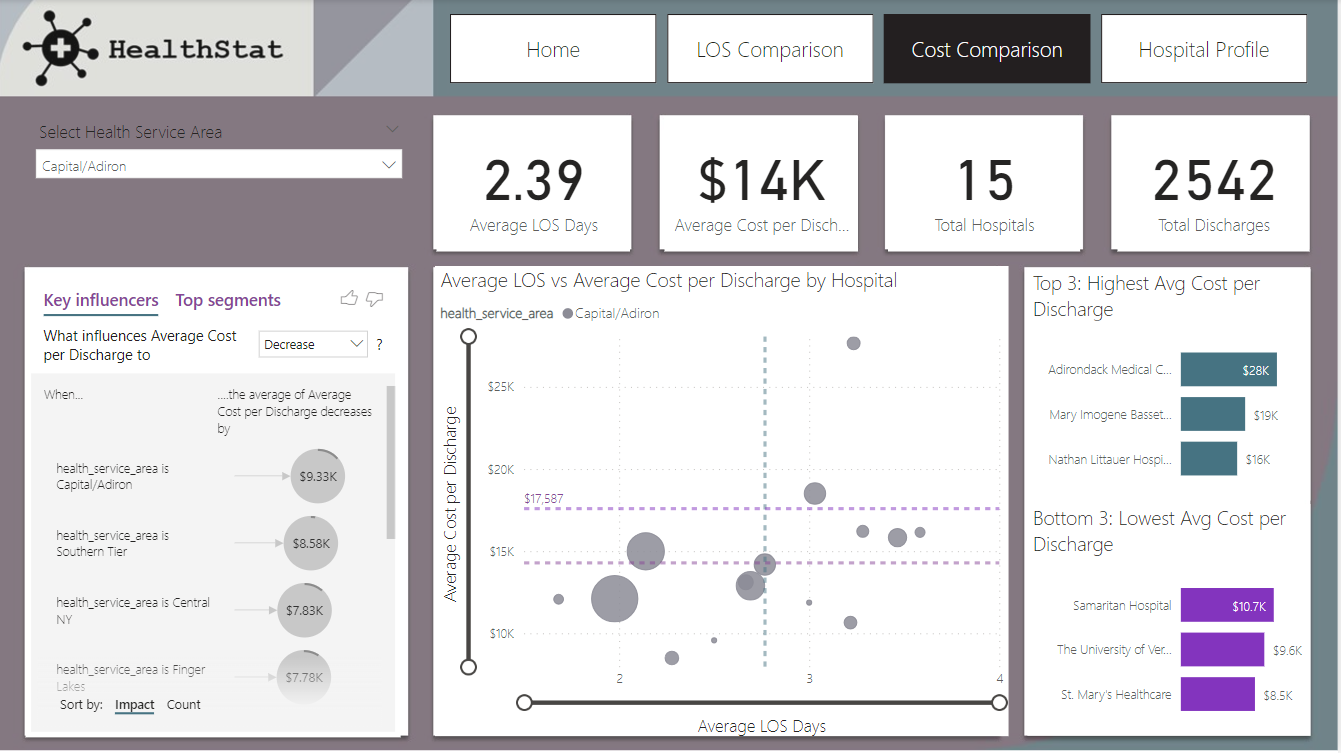 HealthStat
Home
LOS Comparison
Cost Comparison
Hospital Profile
Select Health Service Area
Capital/Adiron
2.39
Average LOS Days
$14K
Average Cost per Disch...
15
Total Hospitals
2542
Total Discharges
Key influencers
Top segments
What influences Average Cost
per Discharge to
Decrease
?
When...
....the average of Average
Cost per Discharge decreases
by
health_service_area is
Capital/Adiron
$9.33K
health_service_area is
Southern Tier
$8.58K
health_service_area is Central
NY
$7.83K
health_service_area is Finger
Lakes
$7.78K
Sort by:
Impact
Count
Average LOS vs Average Cost per Discharge by Hospital
health_service_area
Capital/Adiron
Average Cost per Discharge
$25K
$20K
$17,587
$15K
$10K
2
3
4
Average LOS Days
Top 3: Highest Avg Cost per
Discharge
Adirondack Medical C...
$28K
Mary Imogene Basset...
$19K
Nathan Littauer Hospi...
$16K
Bottom 3: Lowest Avg Cost per
Discharge
Samaritan Hospital
$10.7K
The University of Ver...
$9.6K
St. Mary's Healthcare
$8.5K